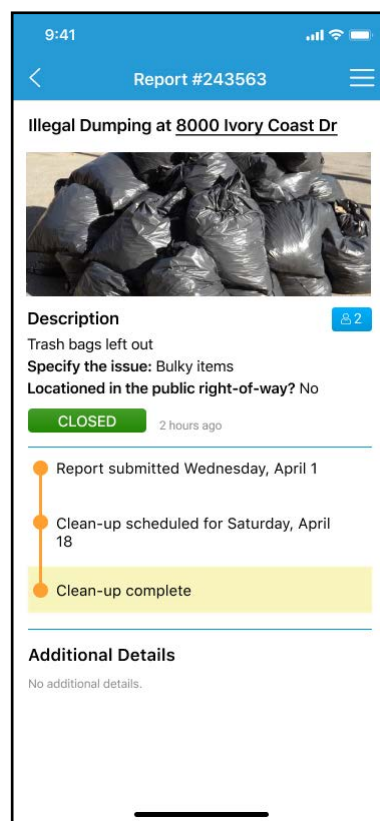 9:41
Report #243563
Illegal Dumping at 8000 Ivory Coast Dr
Description
2
Trash bags left out
Specify the issue: Bulky items
Locationed in the public right-of-way? No
CLOSED
2 hours ago
Report submitted Wednesday, April 1
Clean-up scheduled for Saturday, April
18
Clean-up complete
Additional Details
No additional details.